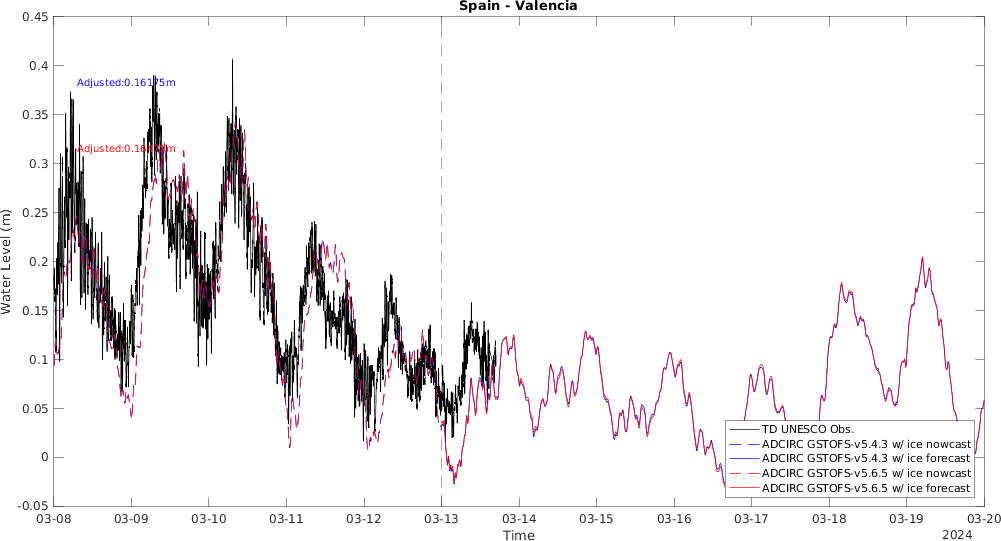 Spain - Valencia
0.45
0.4
0.35
0.3
0.25
0.2
0.15
0.1
0.05
0
-0.05
Water Level (m)
Adjusted:0.16175m
TD UNESCO Obs.
ADCIRC GSTOFS-v5.4.3 w/ ice nowcast
ADCIRC GSTOFS-v5.4.3 w/ ice forecast
ADCIRC GSTOFS-v5.6.5 w/ ice nowcast
ADCIRC GSTOFS-v5.6.5 w/ ice forecast
03-08 03-09 03-10 03-11 03-12 03-13 03-14 03-15 03-16 03-17 03-18 03-19 03-20
Time
2024